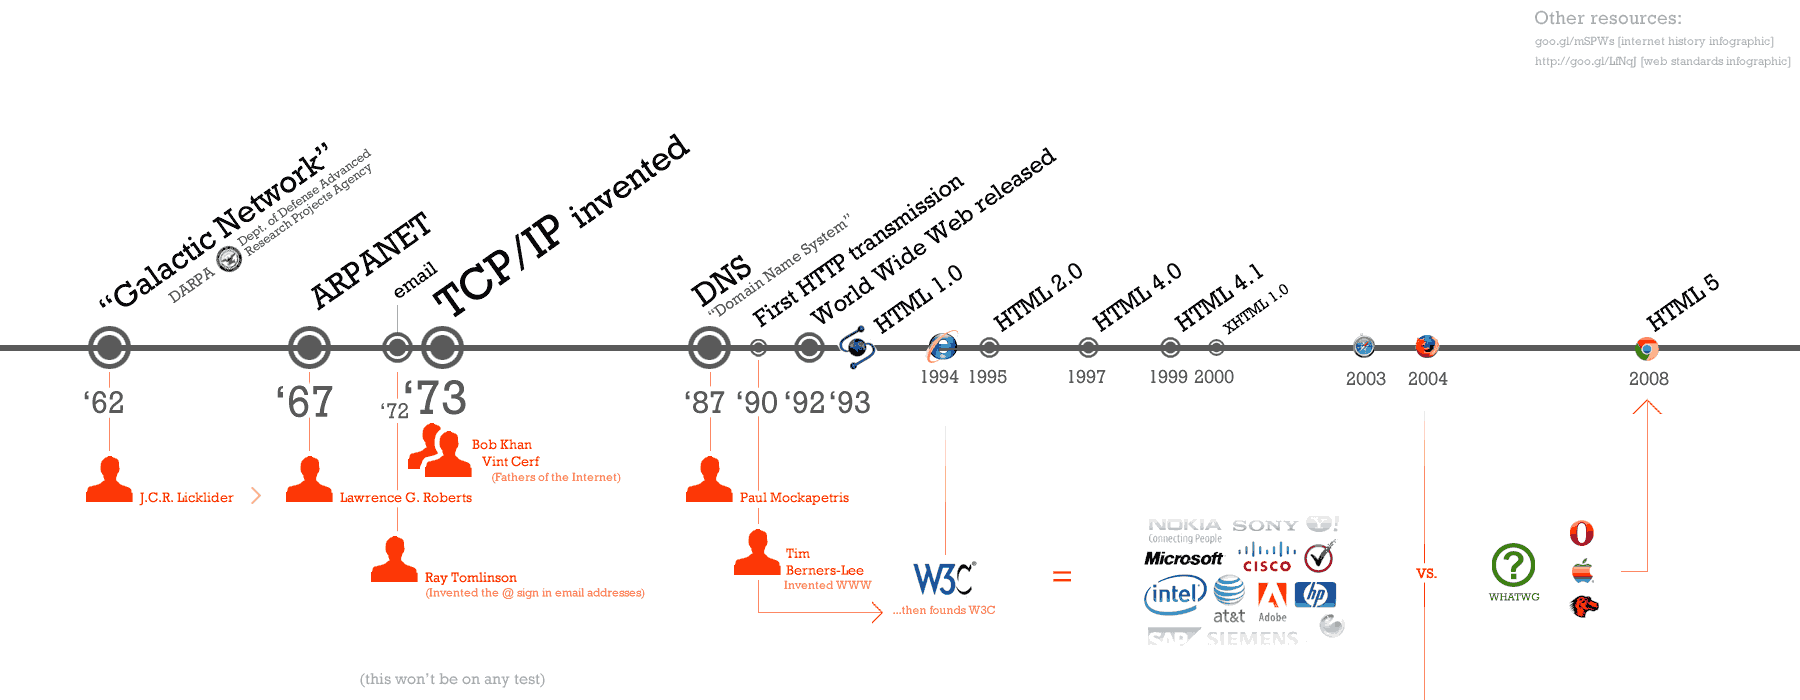 Other resources:
goo.gl/mSPWs [internet history infographic]
http://goo.gl/LfNqJ [web standards infographic]
“Galactic Network”
DARPA
Dept. of Defense Advanced
Research Projects Agency
ARPANET
email
TCP/IP invented
DNS
“Domain Name System”
First HTTP transmission
World Wide Web released
HTML 1.0
HTML 2.0
HTML 4.0
HTML 4.1
XHTML 1.0
HTML 5
‘62
‘67
‘72
‘73
‘87
‘90
‘92
‘93
1994
1995
1997
1999
2000
2003
2004
2008
J.C.R. Licklider
Lawrence G. Roberts
Bob Khan
Vint Cerf
(Fathers of the Internet)
Ray Tomlinson
(Invented the @ sign in email addresses)
Paul Mockapetris
Tim
Berners-Lee
Invented WWW
W3C
...then founds W3C
=
NOKIA
Connecting People
SONY
Y!
Microsoft
CISCO
intel
at&t
Adobe
hp
SAP
SIEMENS
vs.
?
WHATWG
(this won’t be on any test)